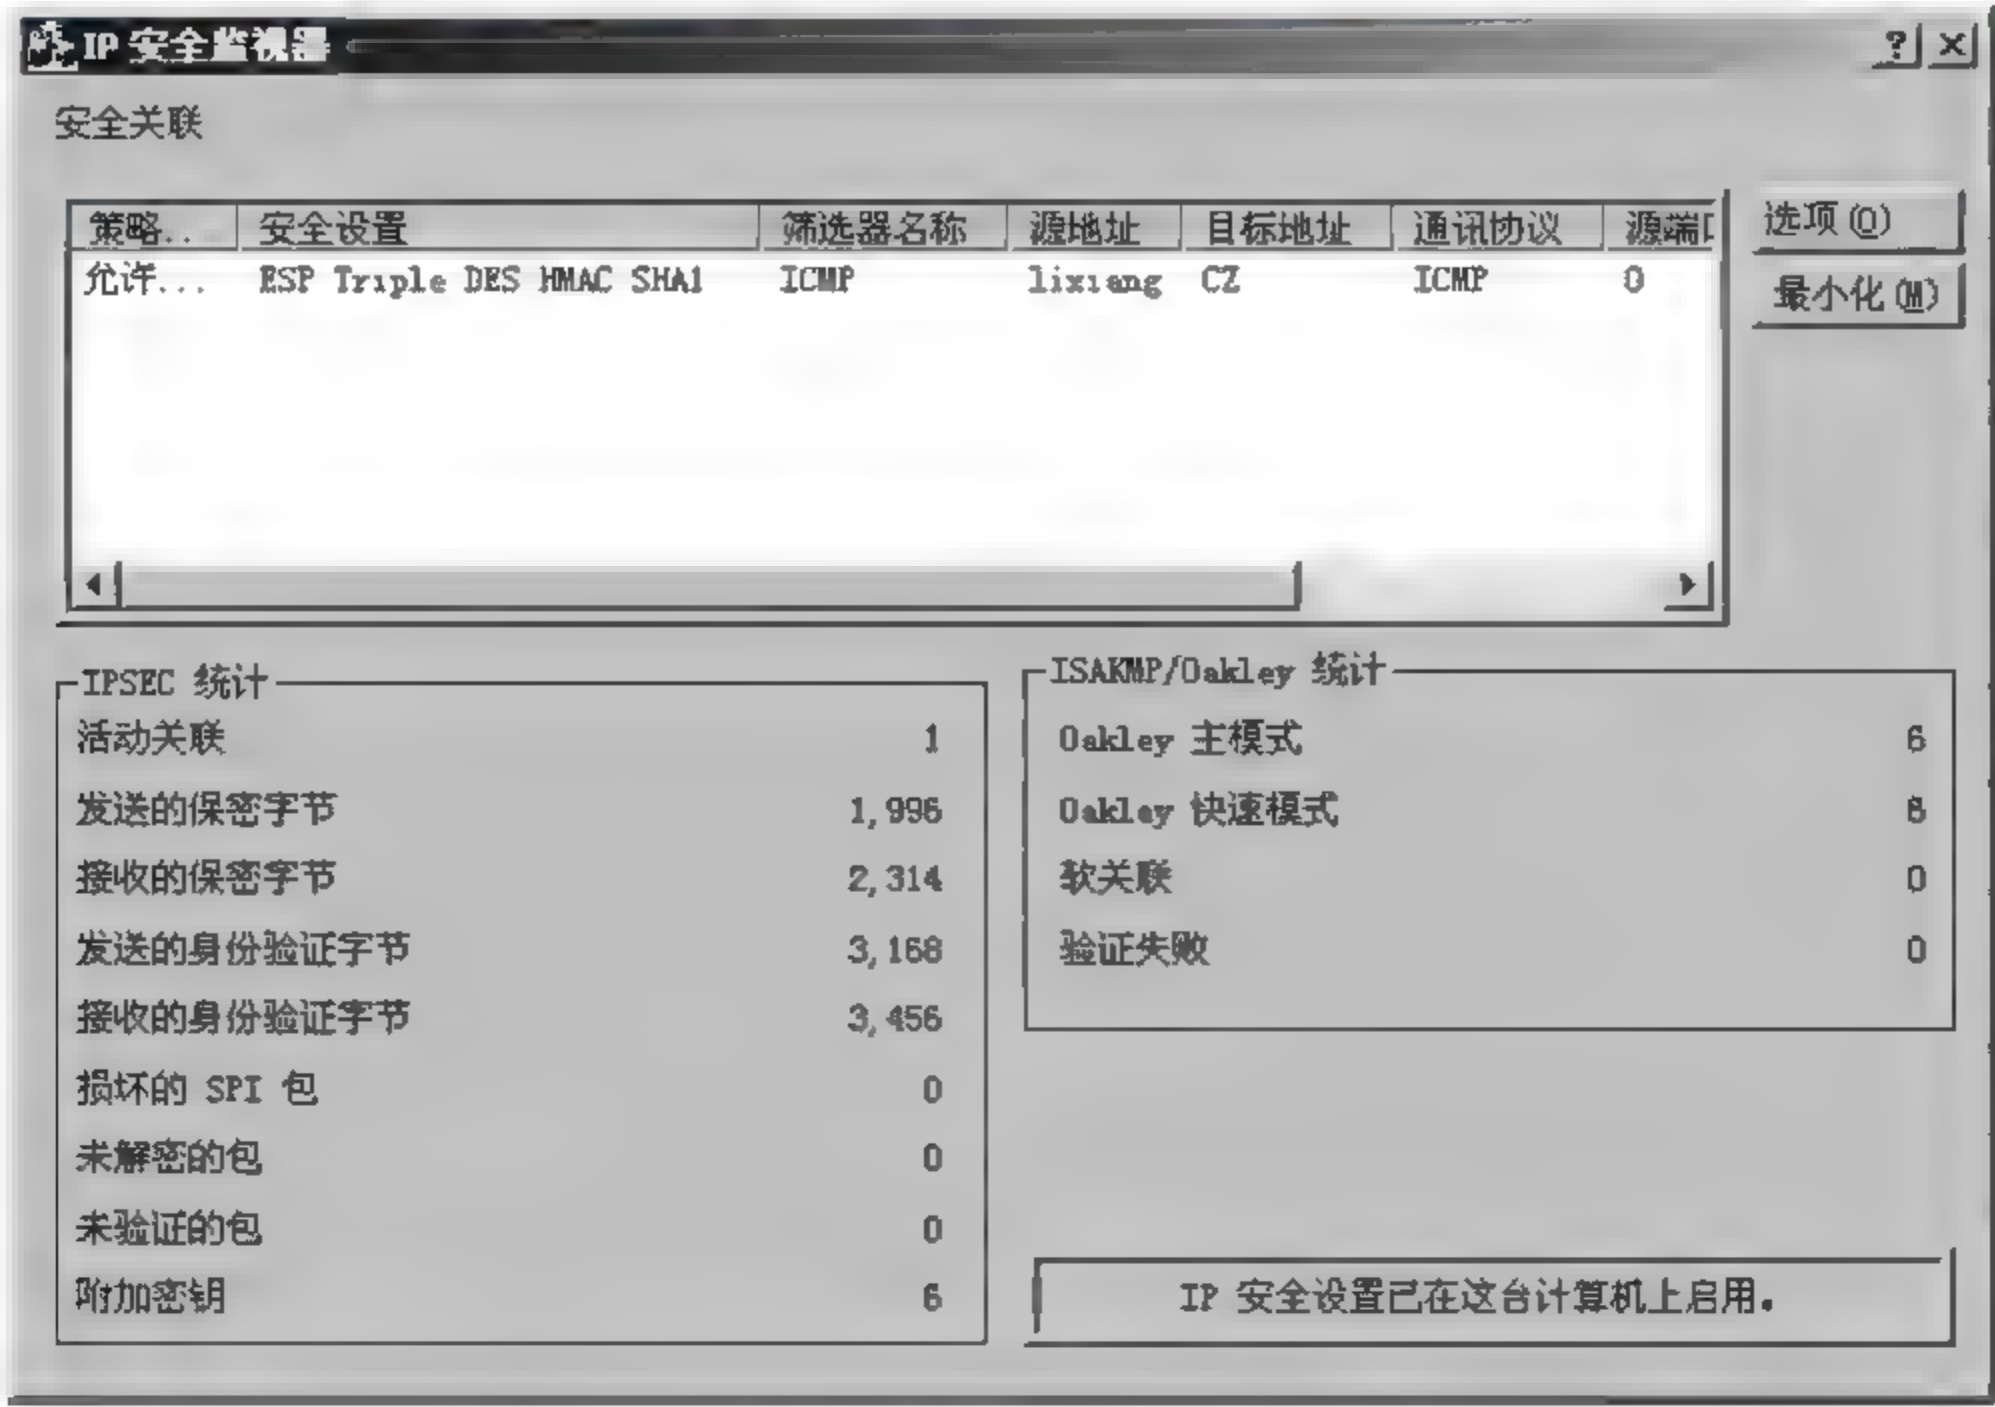 IP 安全监视器
安全关联
策略.. 安全设置 筛选器名称 源地址 目标地址 通讯协议 源端口
允许... ESP Triple DES HMAC SHA1 ICMP lixiang CZ ICMP 0
选项(O)
最小化(M)
IPSEC 统计
活动关联 1
发送的保密字节 1,996
接收的保密字节 2,314
发送的身份验证字节 3,168
接收的身份验证字节 3,456
损坏的 SPI 包 0
未解密的包 0
未验证的包 0
附加密钥 6
ISAKMP/Oakley 统计
Oakley 主模式 6
Oakley 快速模式 6
软关联 0
验证失败 0
IP 安全设置已在这台计算机上启用。